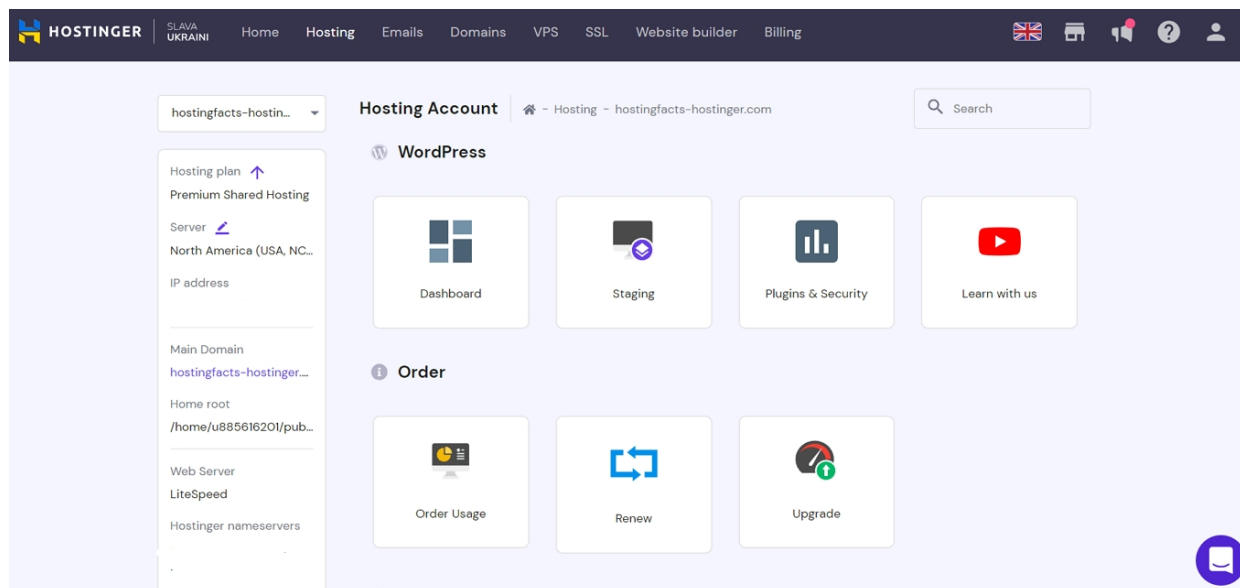 HOSTINGER
SLAVA
UKRAINI
Home
Hosting
Emails
Domains
VPS
SSL
Website builder
Billing
hostingfacts-hostin...
Hosting Account
- Hosting - hostingfacts-hostinger.com
Search
Hosting plan
Premium Shared Hosting
Server
North America (USA, NC...
IP address
Main Domain
hostingfacts-hostinger....
Home root
/home/u885616201/pub...
Web Server
LiteSpeed
Hostinger nameservers
WordPress
Dashboard
Staging
Plugins & Security
Learn with us
Order
Order Usage
Renew
Upgrade